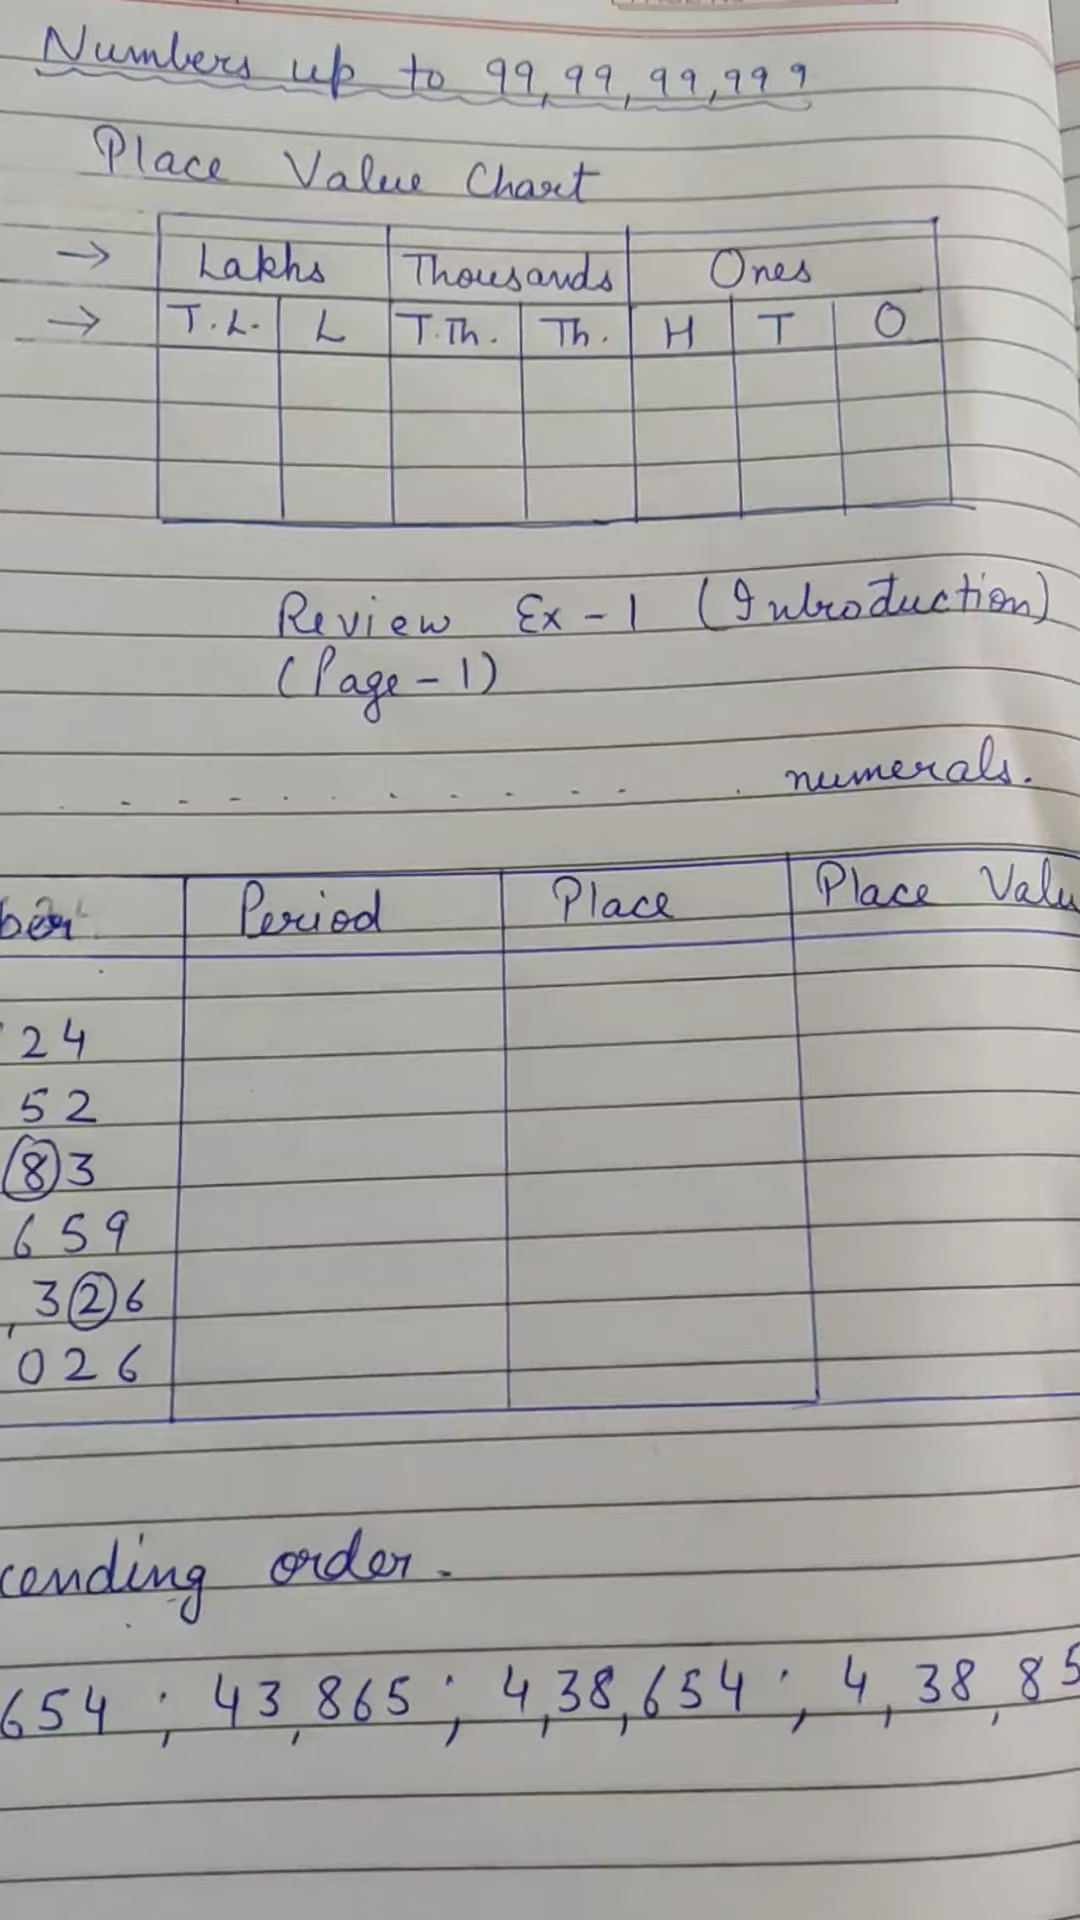 Numbers up to 99,99,99,999
Place Value Chart
→ Lakhs Thousands Ones
→ T.L. L T.Th. Th. H T O
Review Ex - 1 (Introduction)
(Page - 1)
numerals.
ber Period Place Place Valu
24
52
83
659
,326
026
cending order.
654 ; 43,865 ; 4,38,654 ; 4,38,85